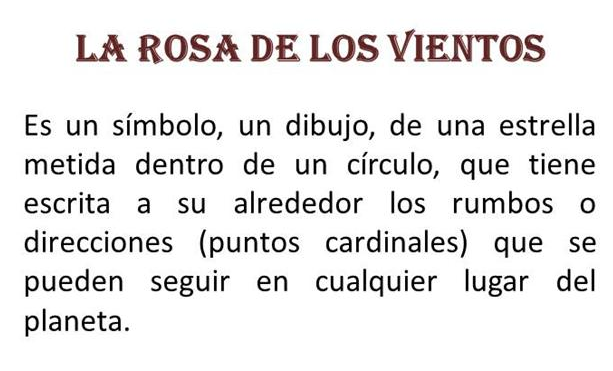 LA ROSA DE LOS VIENTOS
Es un símbolo, un dibujo, de una estrella
metida dentro de un círculo, que tiene
escrita a su alrededor los rumbos o
direcciones (puntos cardinales) que se
pueden seguir en cualquier lugar del
planeta.